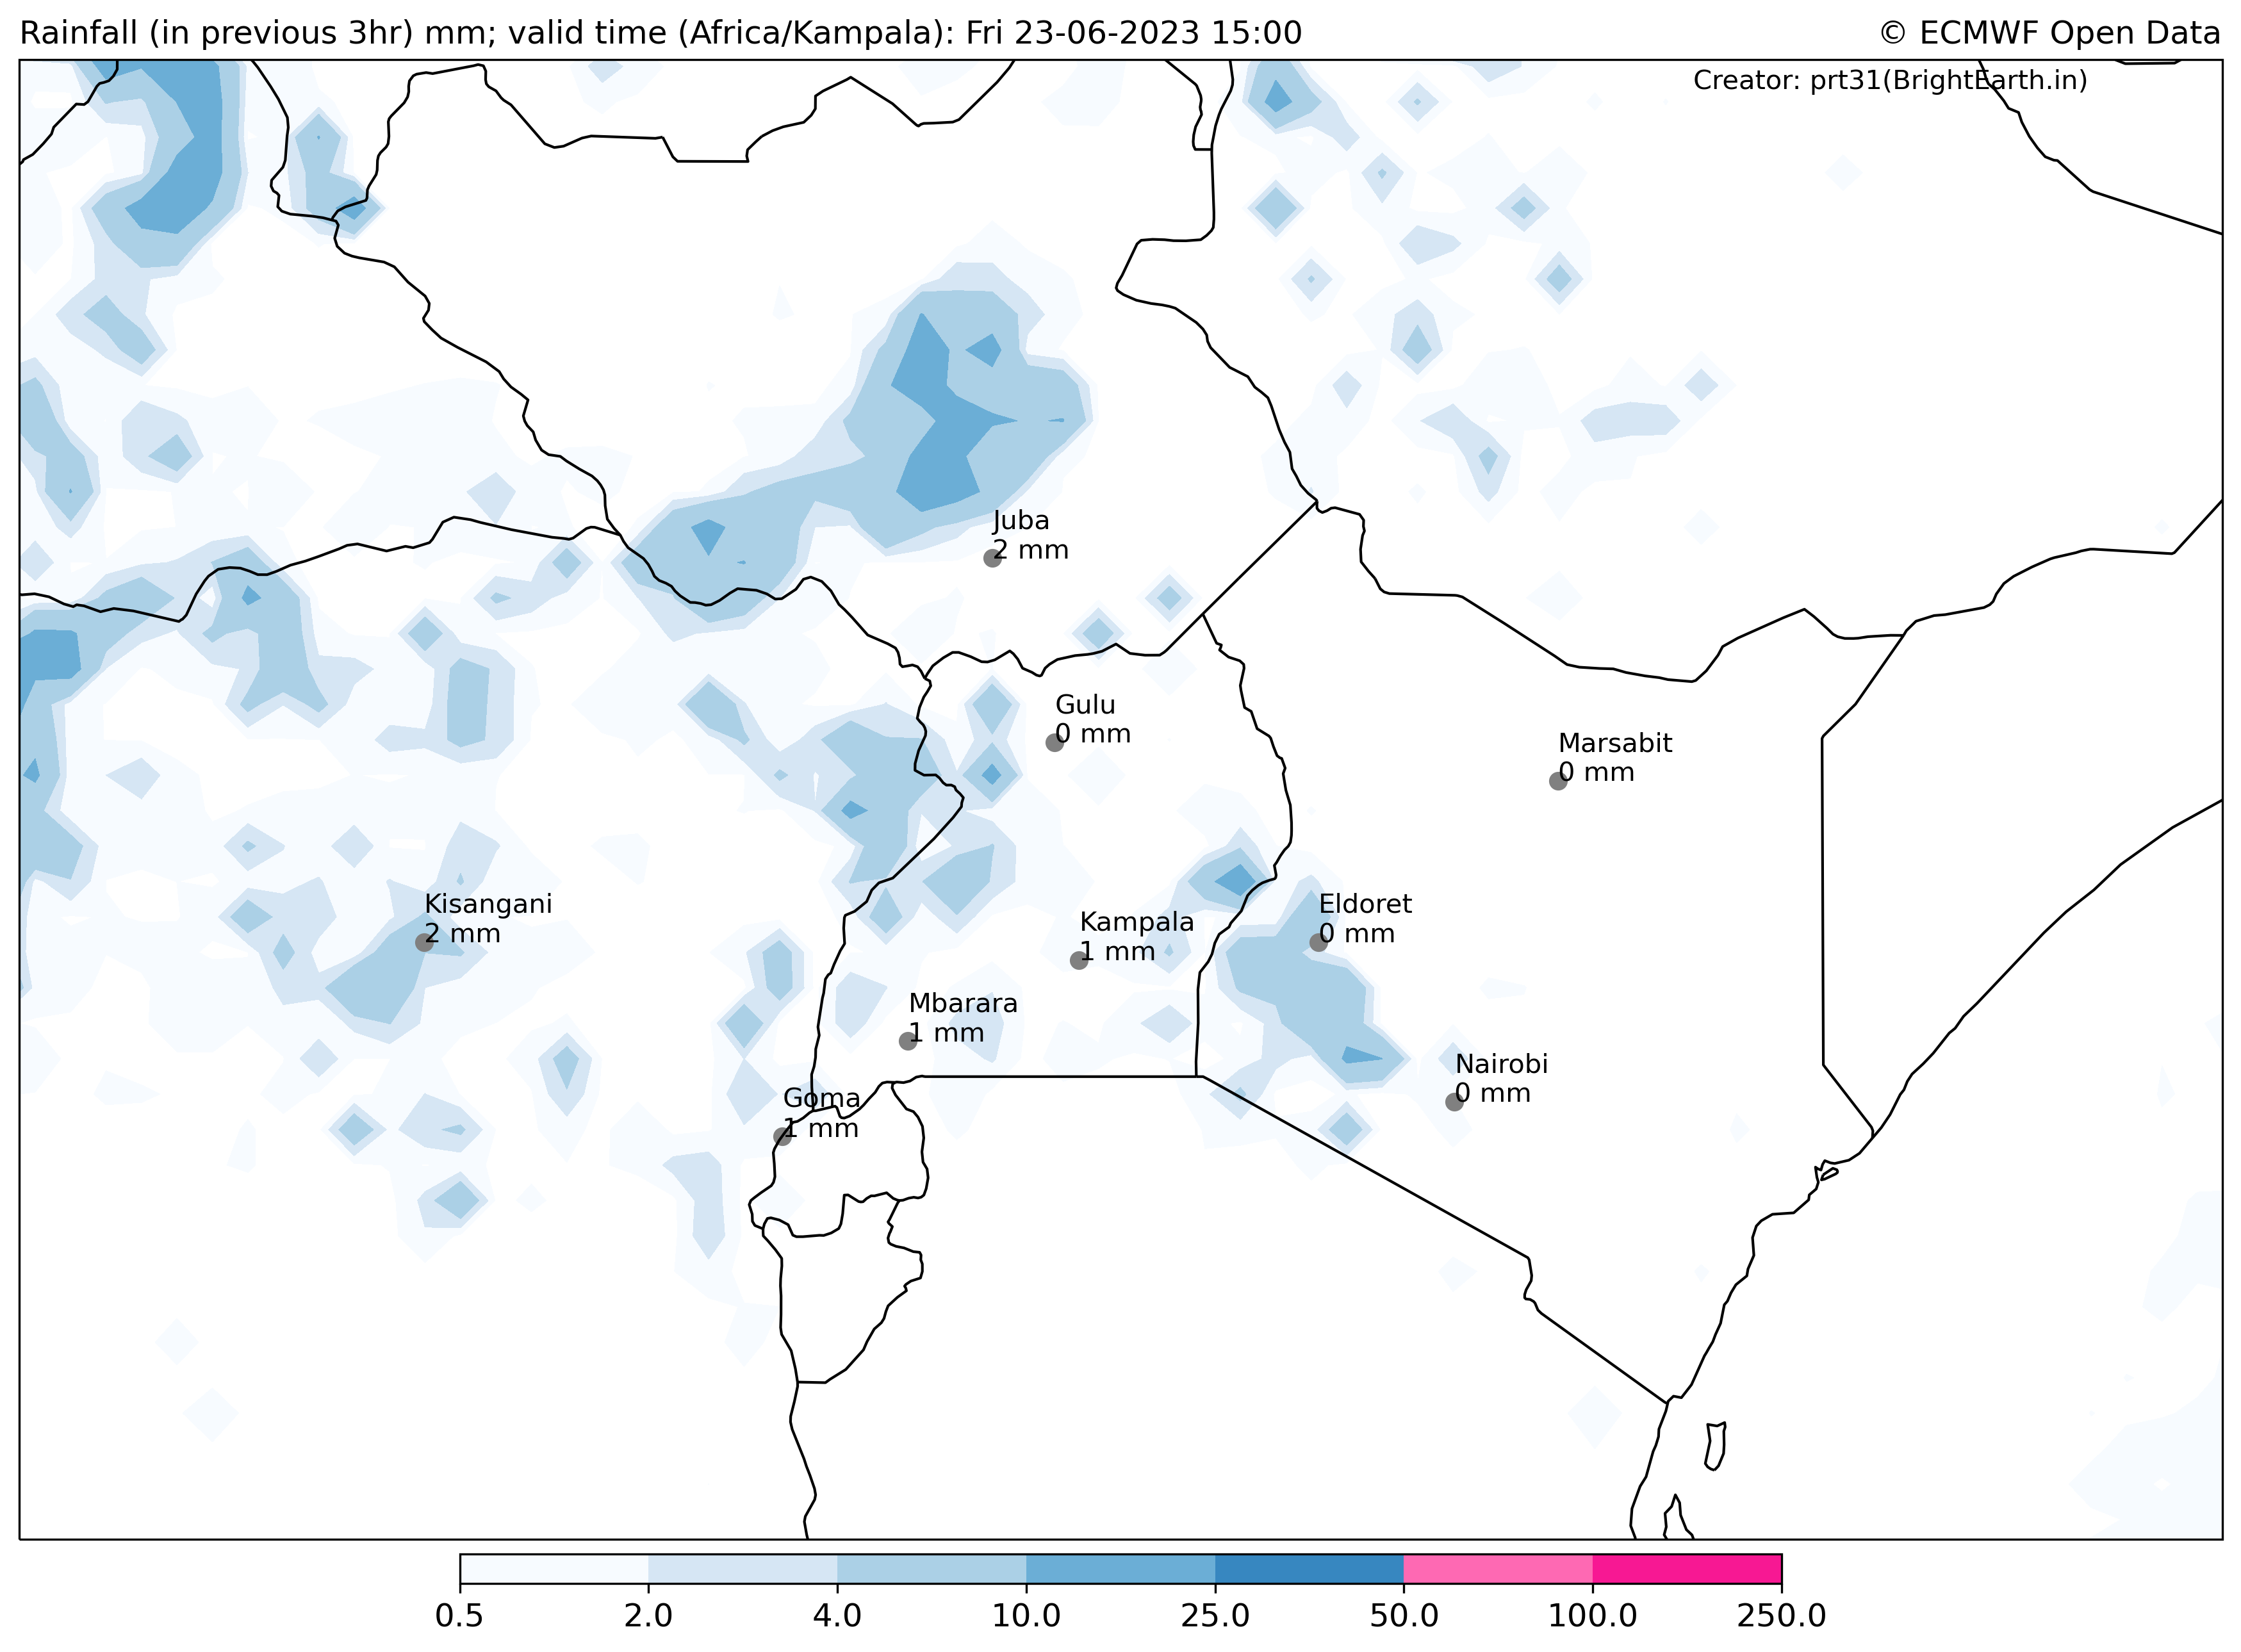 Rainfall (in previous 3hr) mm; valid time (Africa/Kampala): Fri 23-06-2023 15:00
© ECMWF Open Data
Creator: prt31(BrightEarth.in)
Juba
2 mm
Gulu
0 mm
Marsabit
0 mm
Kisangani
2 mm
Eldoret
0 mm
Kampala
1 mm
Mbarara
1 mm
Nairobi
0 mm
Goma
1 mm
0.5 2.0 4.0 10.0 25.0 50.0 100.0 250.0